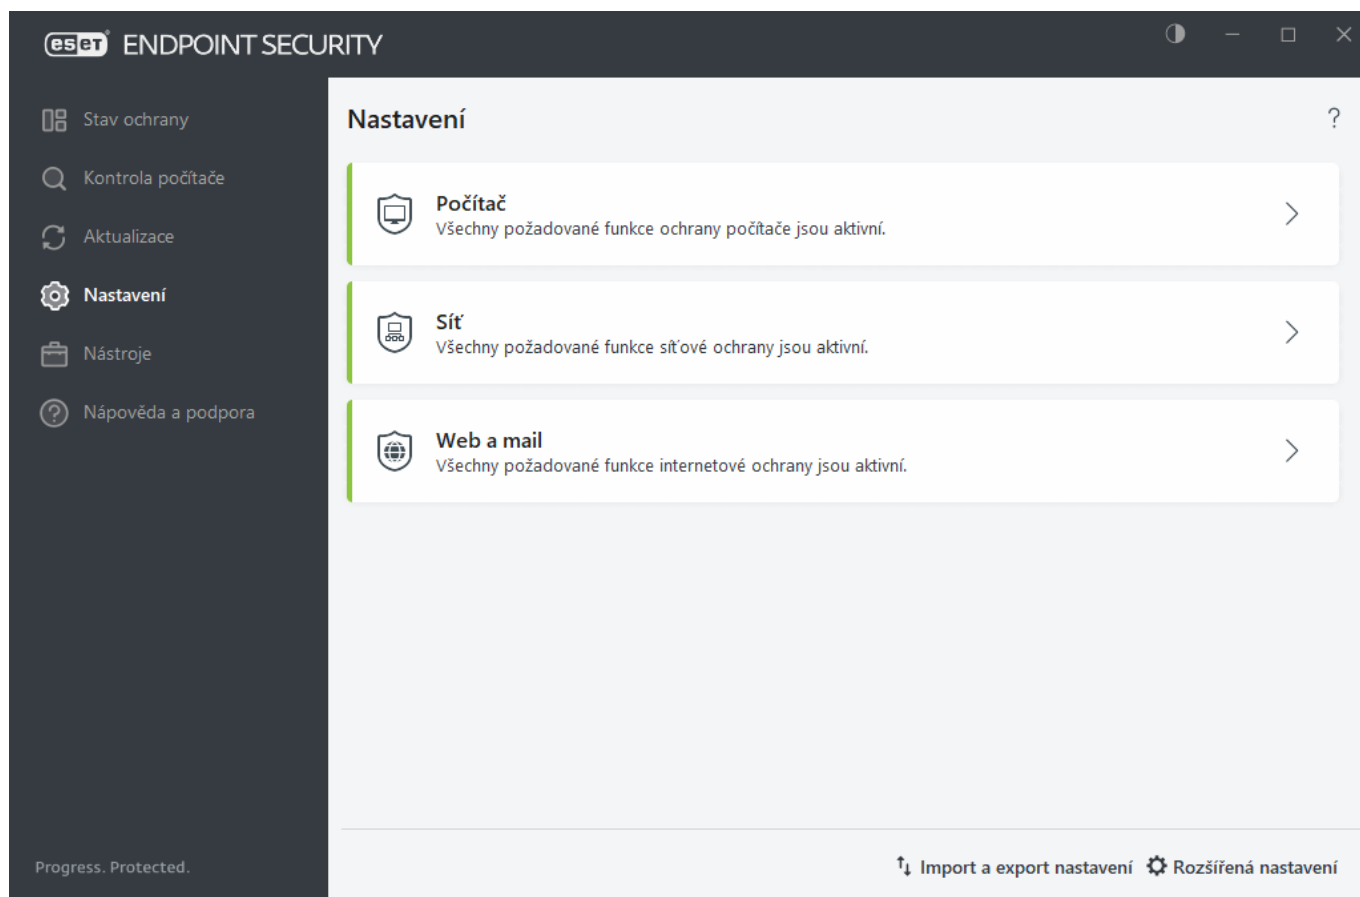 eset ENDPOINT SECURITY
Stav ochrany
Kontrola počítače
Aktualizace
Nastavení
Nástroje
Nápověda a podpora
Progress. Protected.
Nastavení
?
Počítač
Všechny požadované funkce ochrany počítače jsou aktivní.
Síť
Všechny požadované funkce síťové ochrany jsou aktivní.
Web a mail
Všechny požadované funkce internetové ochrany jsou aktivní.
Import a export nastavení Rozšířená nastavení